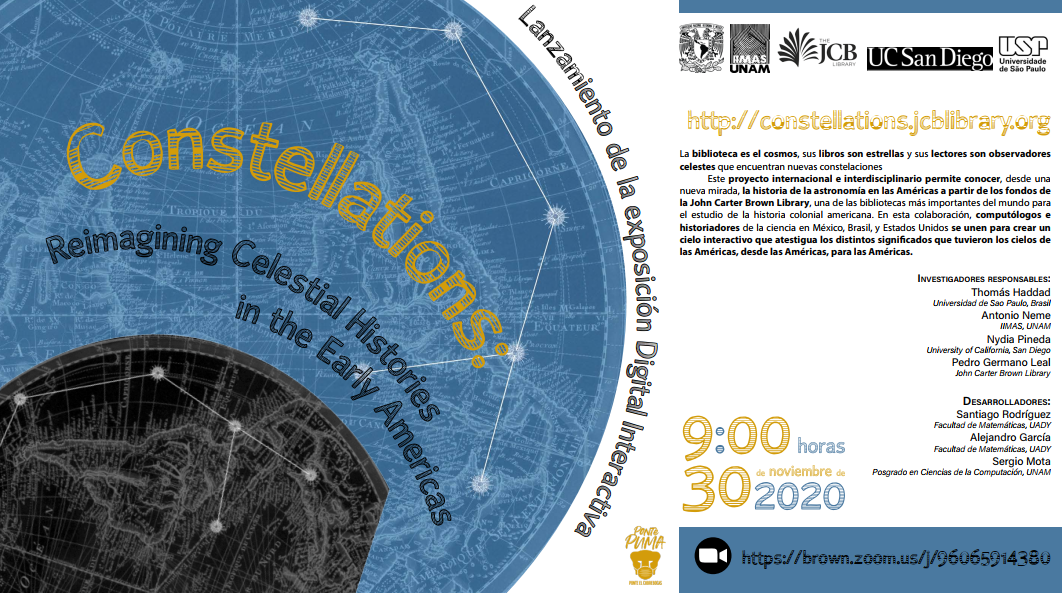 Constellations:
Reimagining Celestial Histories
in the Early Americas
Lanzamiento de la exposición Digital Interactiva
TROPIQUE DU
CAPRICORNE
EQUATEUR
PONTE
PUMA
IIMAS
UNAM
THE
JCB
LIBRARY
UC San Diego
USP
Universidade
de São Paulo
http://constellations.jcblibrary.org
La biblioteca es el cosmos, sus libros son estrellas y sus lectores son observadores
celestes que encuentran nuevas constelaciones
Este proyecto internacional e interdisciplinario permite conocer, desde una
nueva mirada, la historia de la astronomía en las Américas a partir de los fondos de
la John Carter Brown Library, una de las bibliotecas más importantes del mundo para
el estudio de la historia colonial americana. En esta colaboración, computólogos e
historiadores de la ciencia en México, Brasil, y Estados Unidos se unen para crear un
cielo interactivo que atestigua los distintos significados que tuvieron los cielos de
las Américas, desde las Américas, para las Américas.
INVESTIGADORES RESPONSABLES:
Thomás Haddad
Universidad de Sao Paulo, Brasil
Antonio Neme
IIMAS, UNAM
Nydia Pineda
University of California, San Diego
Pedro Germano Leal
John Carter Brown Library
DESARROLLADORES:
Santiago Rodríguez
Facultad de Matemáticas, UADY
Alejandro García
Facultad de Matemáticas, UADY
Sergio Mota
Posgrado en Ciencias de la Computación, UNAM
9:00 horas
30 de noviembre de
2020
https://brown.zoom.us/j/96065914380